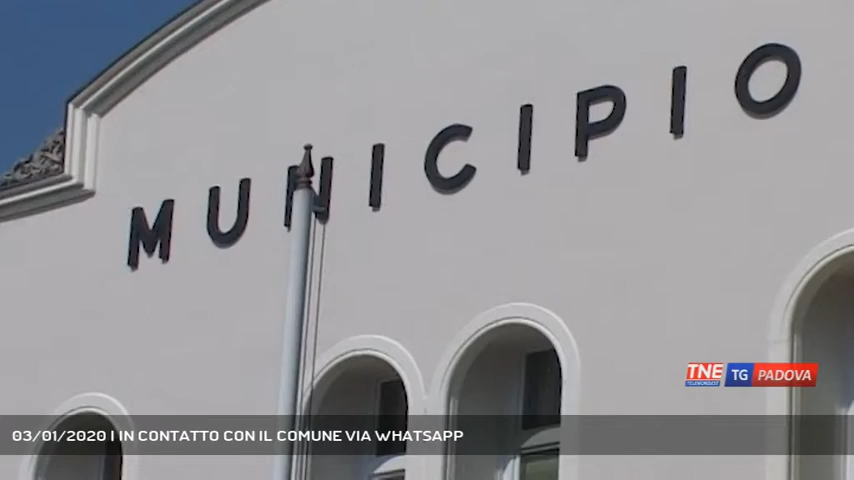 MUNICIPIO
TNE TG PADOVA
TELENORDEST
03/01/2020 | IN CONTATTO CON IL COMUNE VIA WHATSAPP